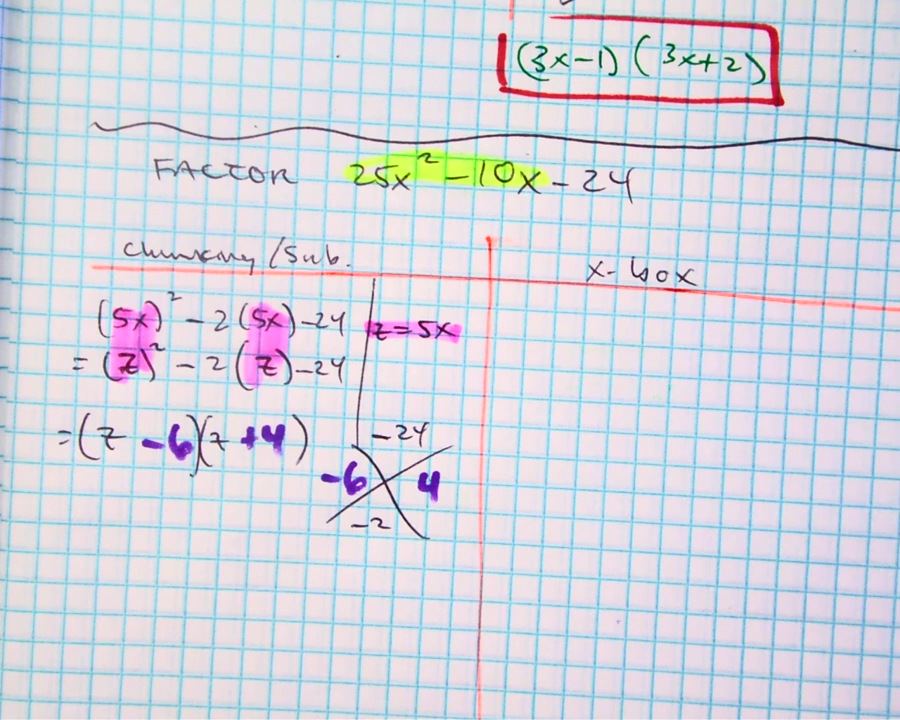 (3x-1) (3x+2)
FACTOR 25x² - 10x - 24
chunking/Sub.
x-box
(5x)² - 2(5x) - 24
z = 5x
= (z)² - 2(z) - 24
= (z - 6)(z + 4)
-24
-6 4
-2